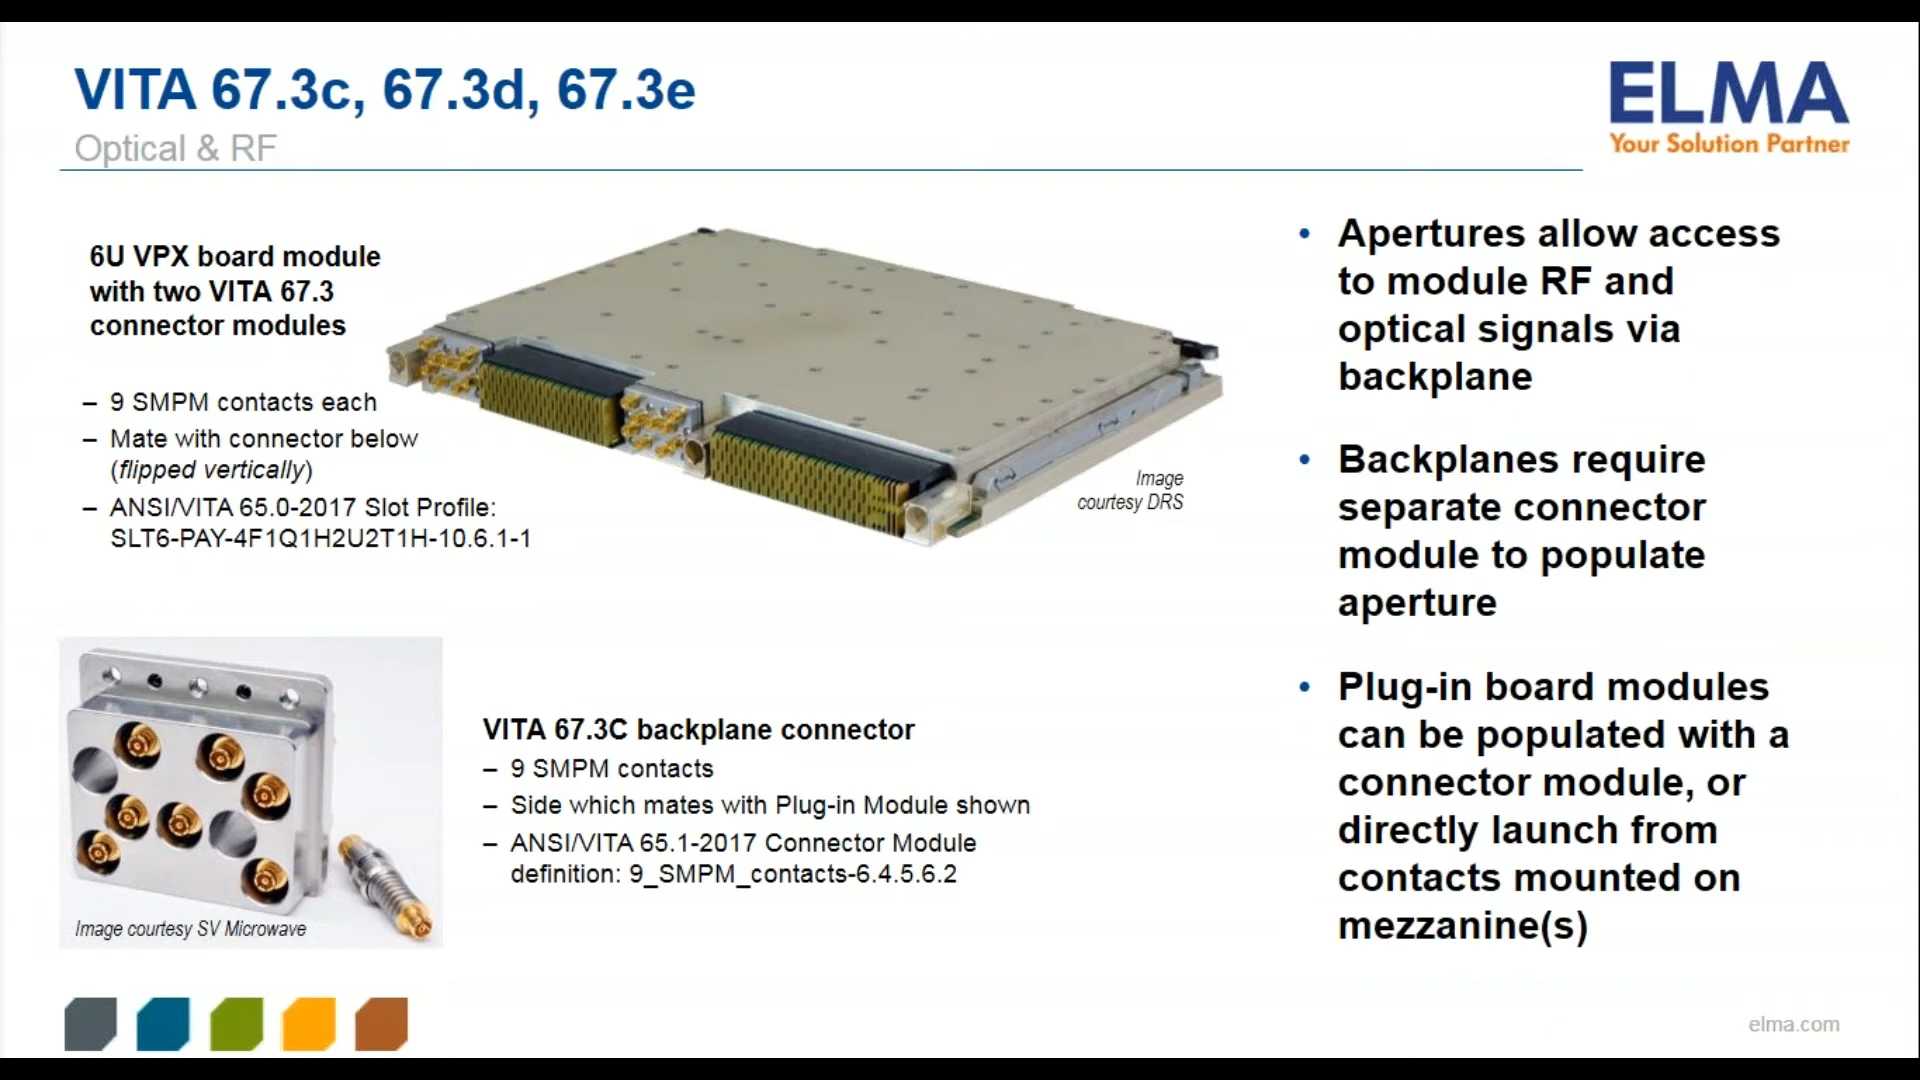 VITA 67.3c, 67.3d, 67.3e
Optical & RF
ELMA
Your Solution Partner
6U VPX board module
with two VITA 67.3
connector modules
– 9 SMPM contacts each
– Mate with connector below
(flipped vertically)
– ANSI/VITA 65.0-2017 Slot Profile:
SLT6-PAY-4F1Q1H2U2T1H-10.6.1-1
Image
courtesy DRS
Image courtesy SV Microwave
VITA 67.3C backplane connector
– 9 SMPM contacts
– Side which mates with Plug-in Module shown
– ANSI/VITA 65.1-2017 Connector Module
definition: 9_SMPM_contacts-6.4.5.6.2
• Apertures allow access
to module RF and
optical signals via
backplane
• Backplanes require
separate connector
module to populate
aperture
• Plug-in board modules
can be populated with a
connector module, or
directly launch from
contacts mounted on
mezzanine(s)
elma.com